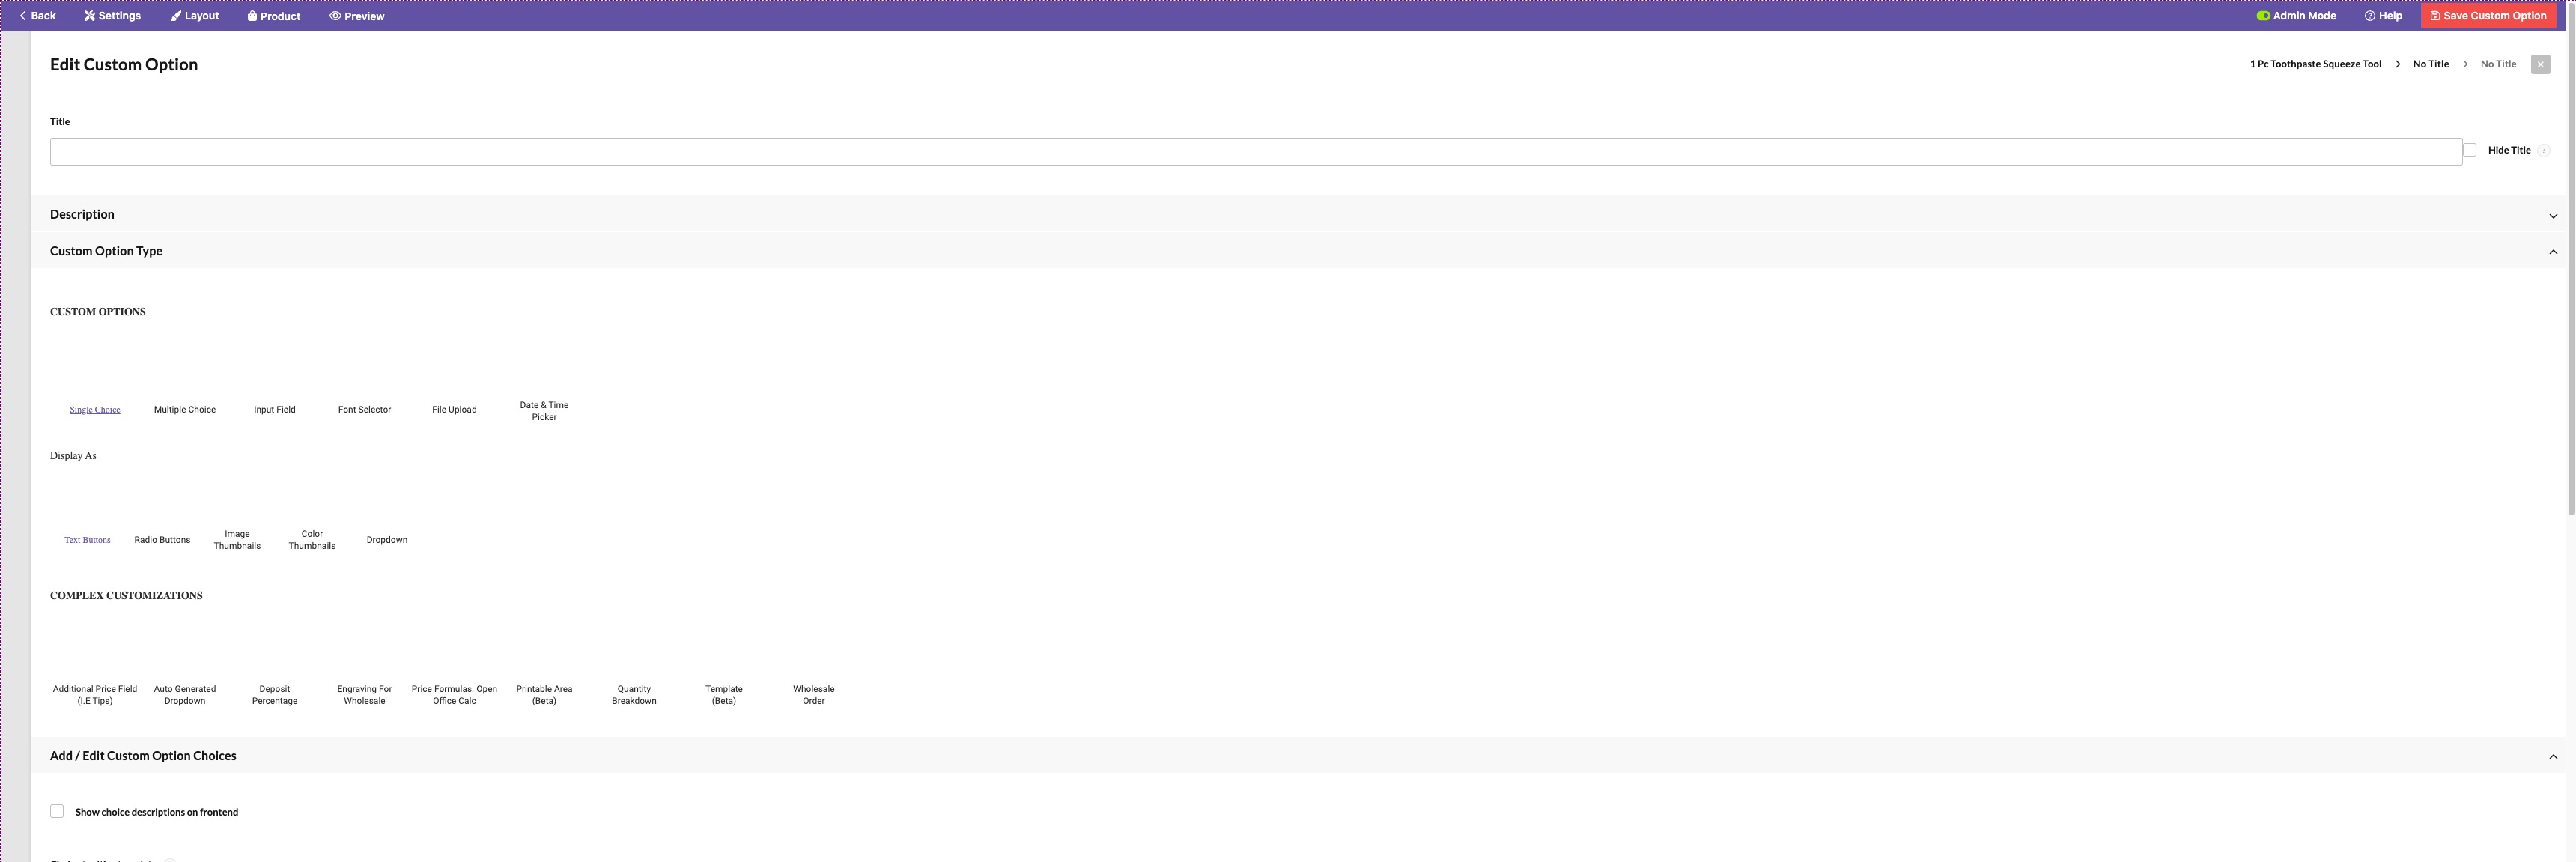 Back Settings Layout Product Preview Admin Mode Help Save Custom Option
Edit Custom Option
1 Pc Toothpaste Squeeze Tool > No Title > No Title ×
Title
Hide Title ?
Description
Custom Option Type
CUSTOM OPTIONS
Single Choice Multiple Choice Input Field Font Selector File Upload Date & Time
Picker
Display As
Text Buttons Radio Buttons Image Color Dropdown
Thumbnails Thumbnails
COMPLEX CUSTOMIZATIONS
Additional Price Field Auto Generated Deposit Engraving For Price Formulas. Open Printable Area Quantity Template Wholesale
(I.E Tips) Dropdown Percentage Wholesale Office Calc (Beta) Breakdown (Beta) Order
Add / Edit Custom Option Choices
Show choice descriptions on frontend